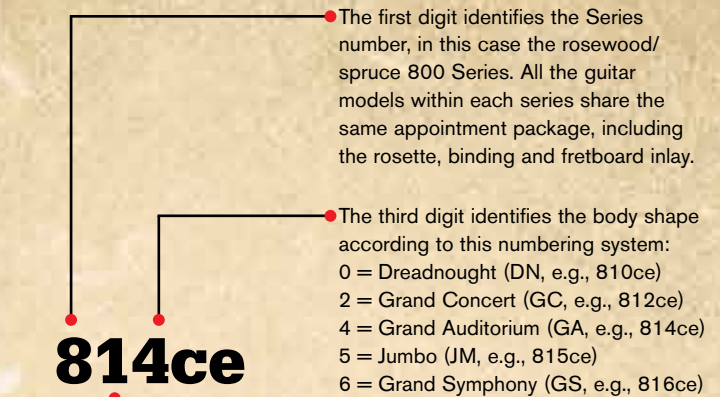 The first digit identifies the Series
number, in this case the rosewood/
spruce 800 Series. All the guitar
models within each series share the
same appointment package, including
the rosette, binding and fretboard inlay.
The third digit identifies the body shape
according to this numbering system:
0 = Dreadnought (DN, e.g., 810ce)
2 = Grand Concert (GC, e.g., 812ce)
4 = Grand Auditorium (GA, e.g., 814ce)
5 = Jumbo (JM, e.g., 815ce)
6 = Grand Symphony (GS, e.g., 816ce)
814ce